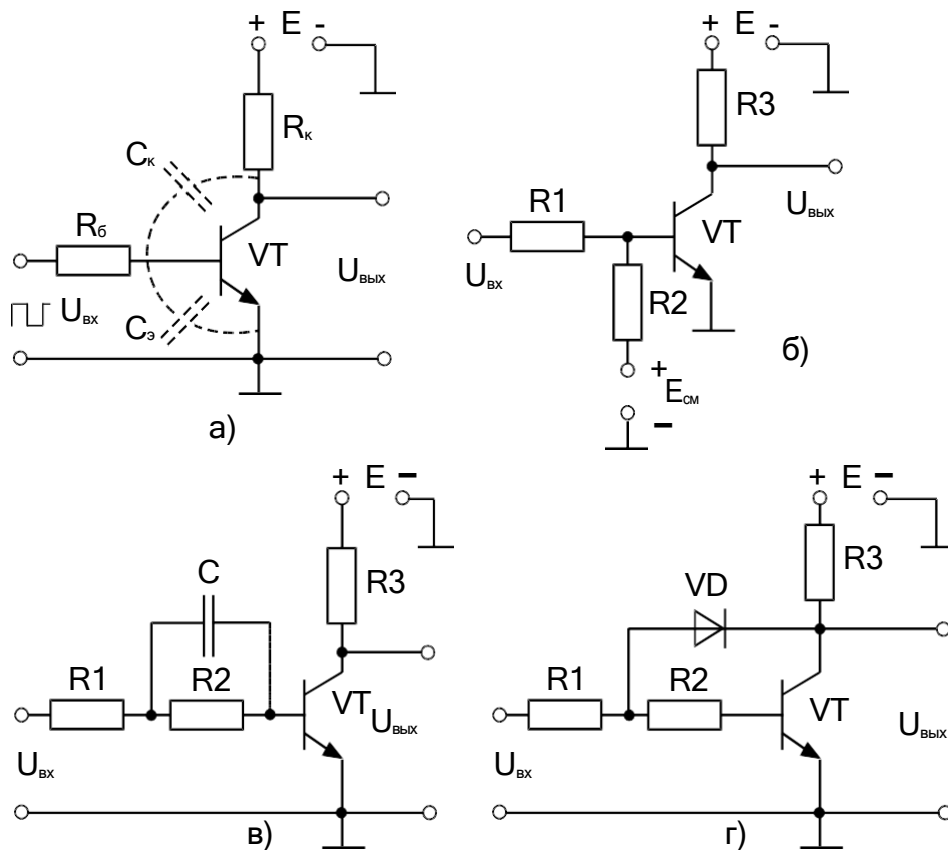 + E -
Rк
Cк
Rб
VT
Uвых
Uвх
Cэ
а)
+ E -
R3
R1
VT
Uвых
Uвх
R2
+
Eсм
-
б)
+ E -
R3
C
R1
R2
VT
Uвых
Uвх
в)
+ E -
R3
VD
R1
R2
VT
Uвых
Uвх
г)